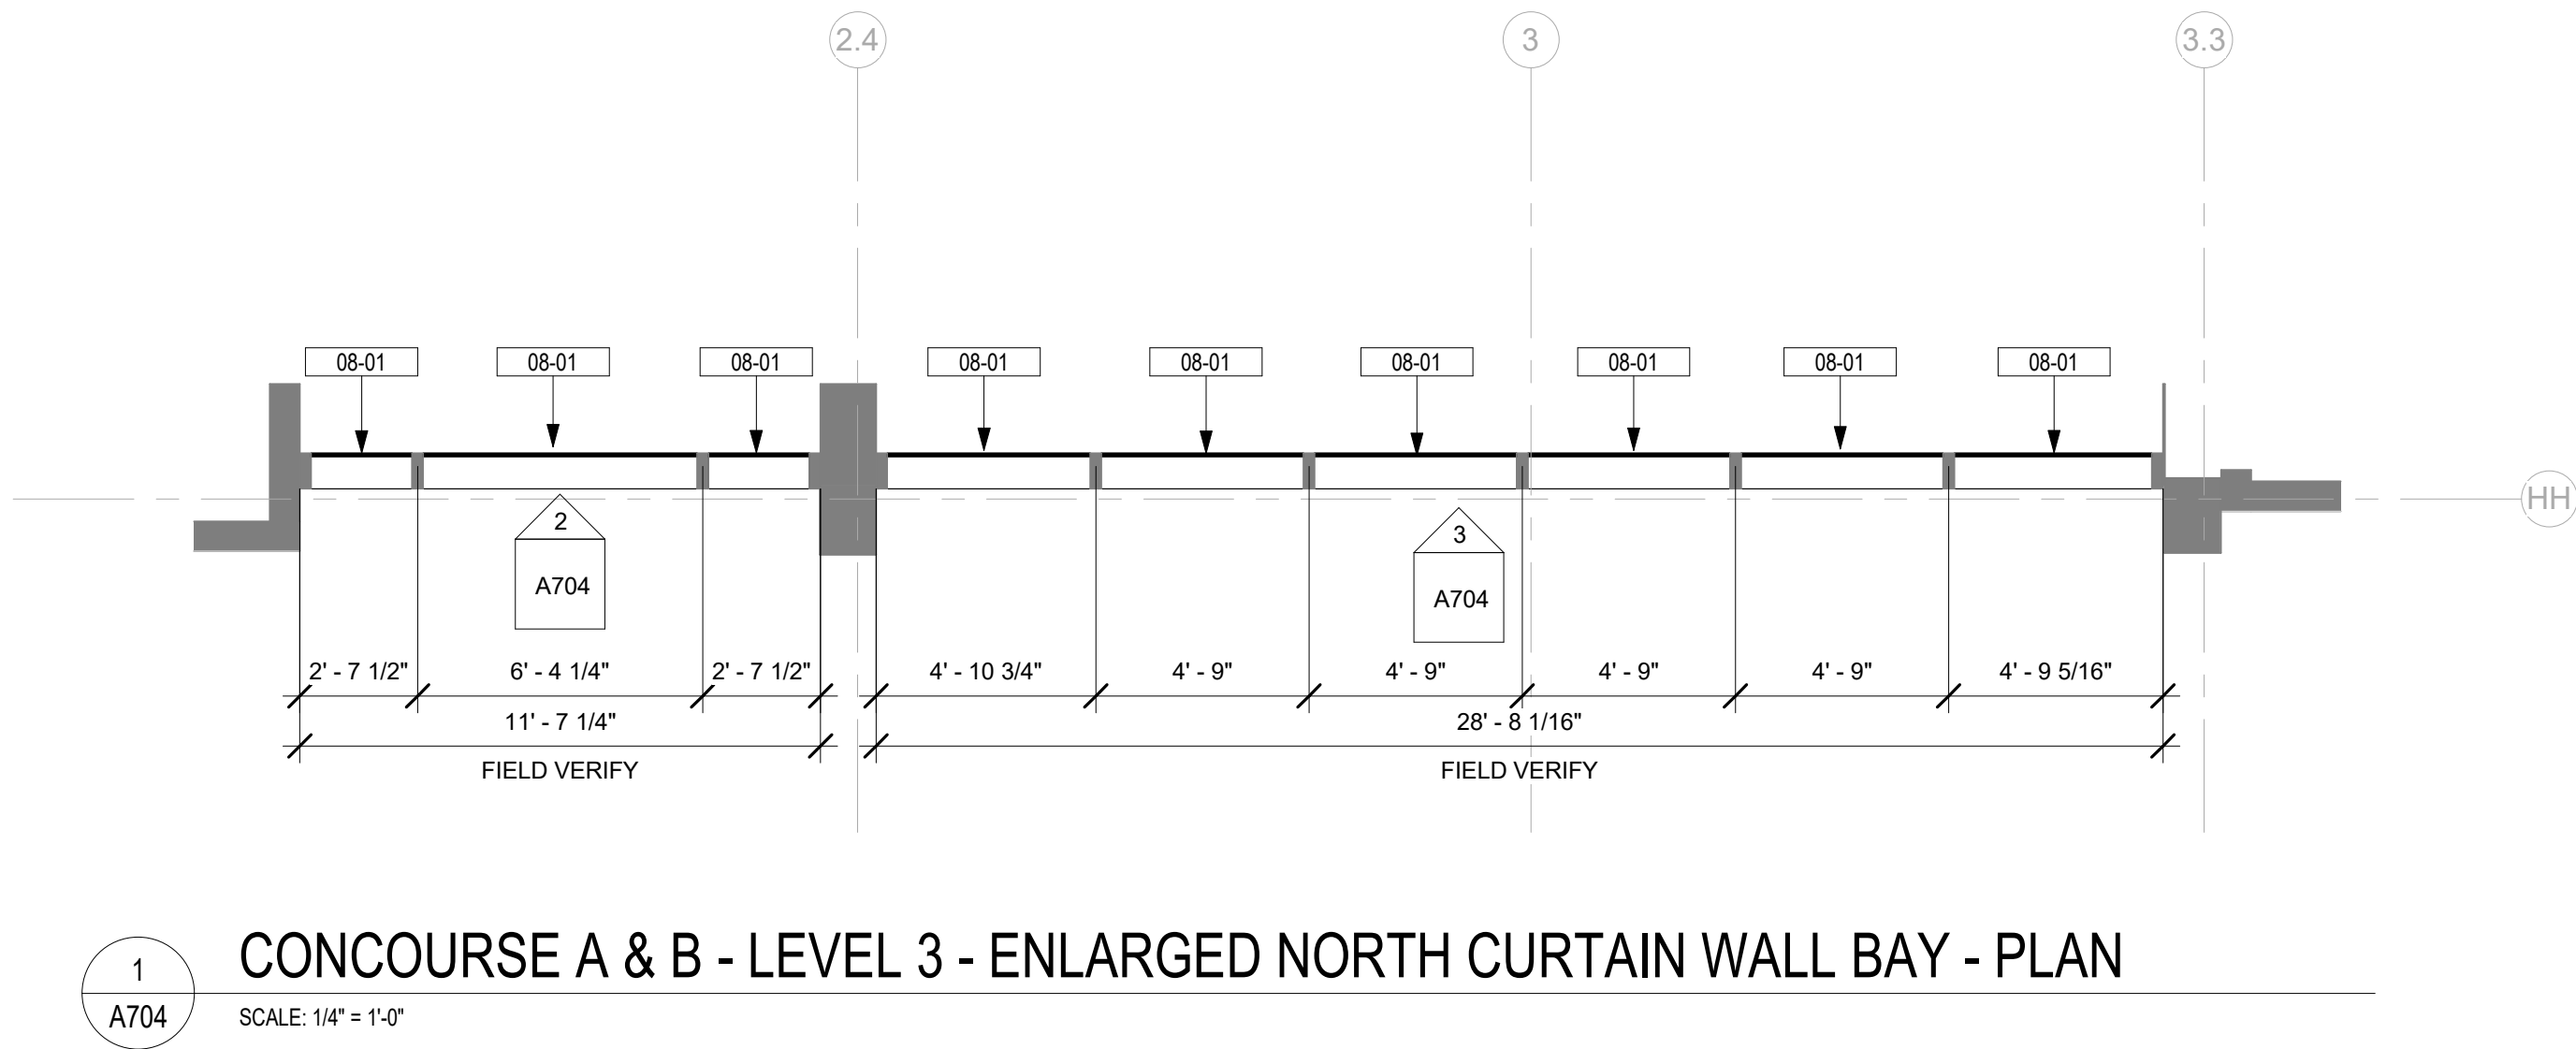 2.4 3 3.3
08-01 08-01 08-01 08-01 08-01 08-01 08-01 08-01 08-01
HH
2 3
A704 A704
2' - 7 1/2" 6' - 4 1/4" 2' - 7 1/2" 4' - 10 3/4" 4' - 9" 4' - 9" 4' - 9" 4' - 9" 4' - 9 5/16"
11' - 7 1/4" 28' - 8 1/16"
FIELD VERIFY FIELD VERIFY
1 CONCOURSE A & B - LEVEL 3 - ENLARGED NORTH CURTAIN WALL BAY - PLAN
A704 SCALE: 1/4" = 1'-0"